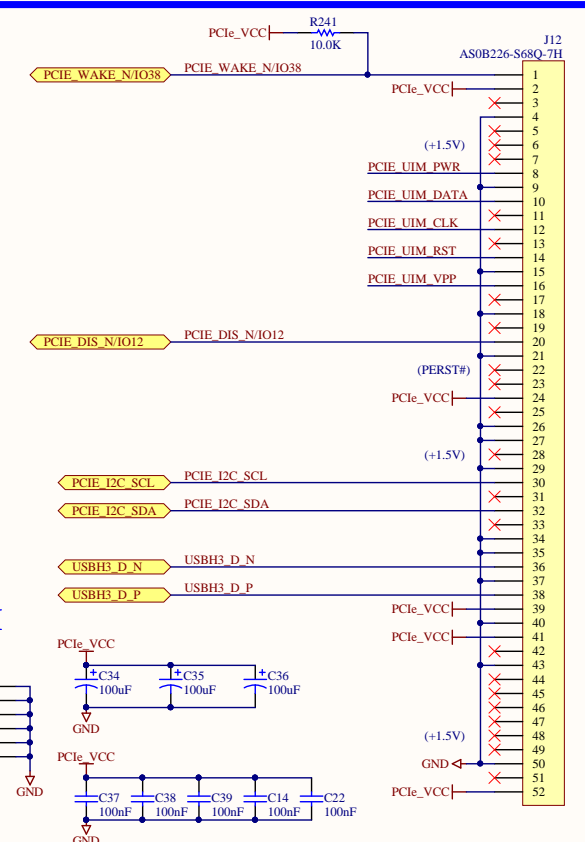 PCIe_VCC
R241
10.0K
J12
AS0B226-S68Q-7H
PCIE_WAKE_N/IO38 PCIE_WAKE_N/IO38 1
PCIe_VCC 2
3
4
5
(+1.5V) 6
7
PCIE_UIM_PWR 8
9
PCIE_UIM_DATA 10
11
PCIE_UIM_CLK 12
13
PCIE_UIM_RST 14
15
PCIE_UIM_VPP 16
17
18
19
PCIE_DIS_N/IO12 PCIE_DIS_N/IO12 20
21
(PERST#) 22
23
PCIe_VCC 24
25
26
27
(+1.5V) 28
29
PCIE_I2C_SCL PCIE_I2C_SCL 30
31
PCIE_I2C_SDA PCIE_I2C_SDA 32
33
34
35
USBH3_D_N USBH3_D_N 36
37
USBH3_D_P USBH3_D_P 38
PCIe_VCC 39
40
PCIe_VCC 41
42
43
44
45
46
47
(+1.5V) 48
49
GND 50
51
PCIe_VCC 52
PCIe_VCC
+ C34 + C35 + C36
100uF 100uF 100uF
GND
PCIe_VCC
C37 C38 C39 C14 C22
100nF 100nF 100nF 100nF 100nF
GND
GND